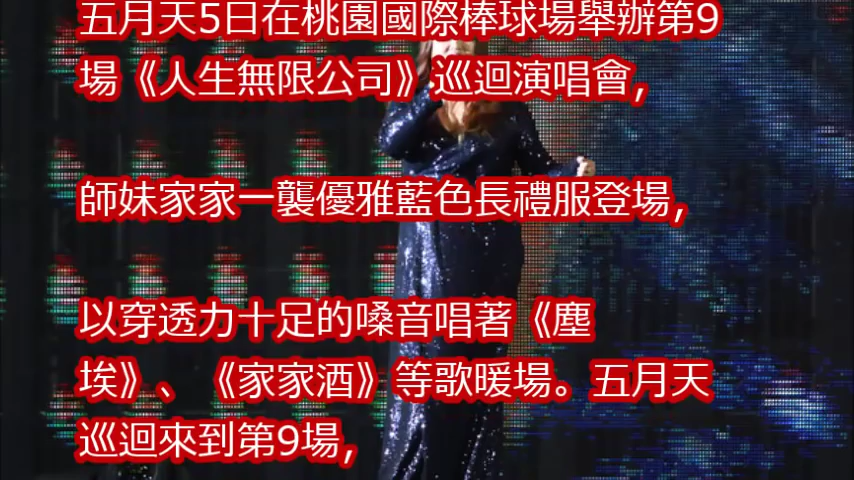 五月天5日在桃園國際棒球場舉辦第9
場《人生無限公司》巡迴演唱會，
師妹家家一襲優雅藍色長禮服登場，
以穿透力十足的嗓音唱著《塵
埃》、《家家酒》等歌暖場。五月天
巡迴來到第9場，